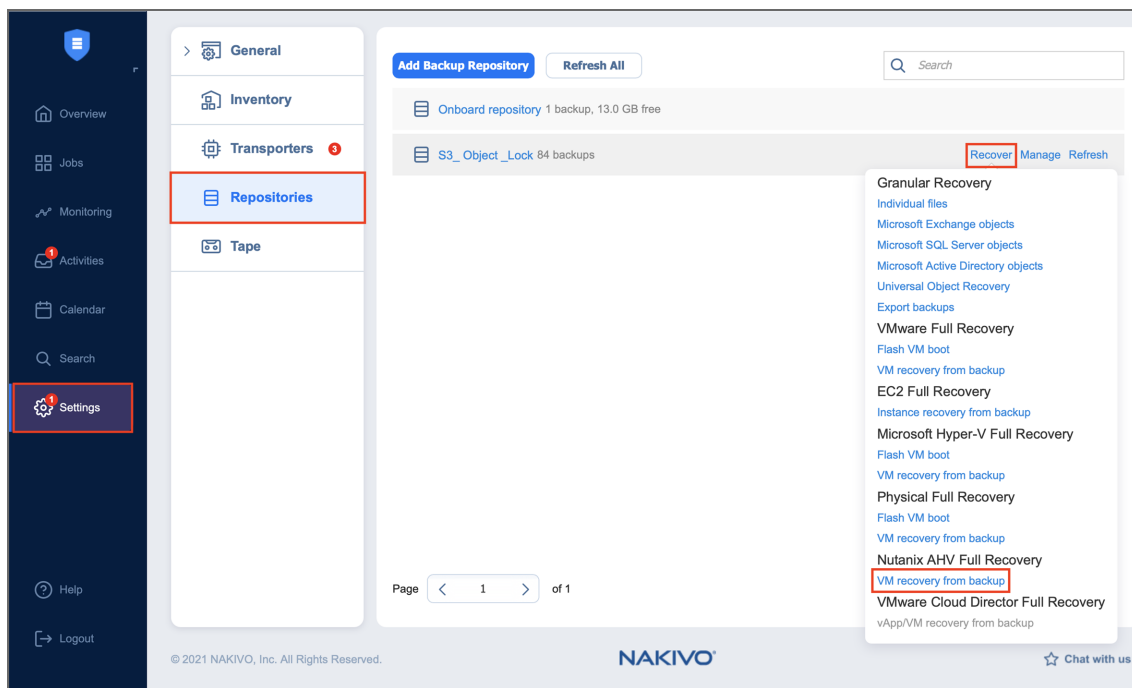 Overview
Jobs
Monitoring
1
Activities
Calendar
Search
1
Settings
Help
Logout
General
Inventory
Transporters 3
Repositories
Tape
Add Backup Repository Refresh All
Search
Onboard repository 1 backup, 13.0 GB free
S3_ Object _Lock 84 backups
Recover Manage Refresh
Granular Recovery
Individual files
Microsoft Exchange objects
Microsoft SQL Server objects
Microsoft Active Directory objects
Universal Object Recovery
Export backups
VMware Full Recovery
Flash VM boot
VM recovery from backup
EC2 Full Recovery
Instance recovery from backup
Microsoft Hyper-V Full Recovery
Flash VM boot
VM recovery from backup
Physical Full Recovery
Flash VM boot
VM recovery from backup
Nutanix AHV Full Recovery
VM recovery from backup
VMware Cloud Director Full Recovery
vApp/VM recovery from backup
Page 1 of 1
© 2021 NAKIVO, Inc. All Rights Reserved.
NAKIVO®
Chat with us